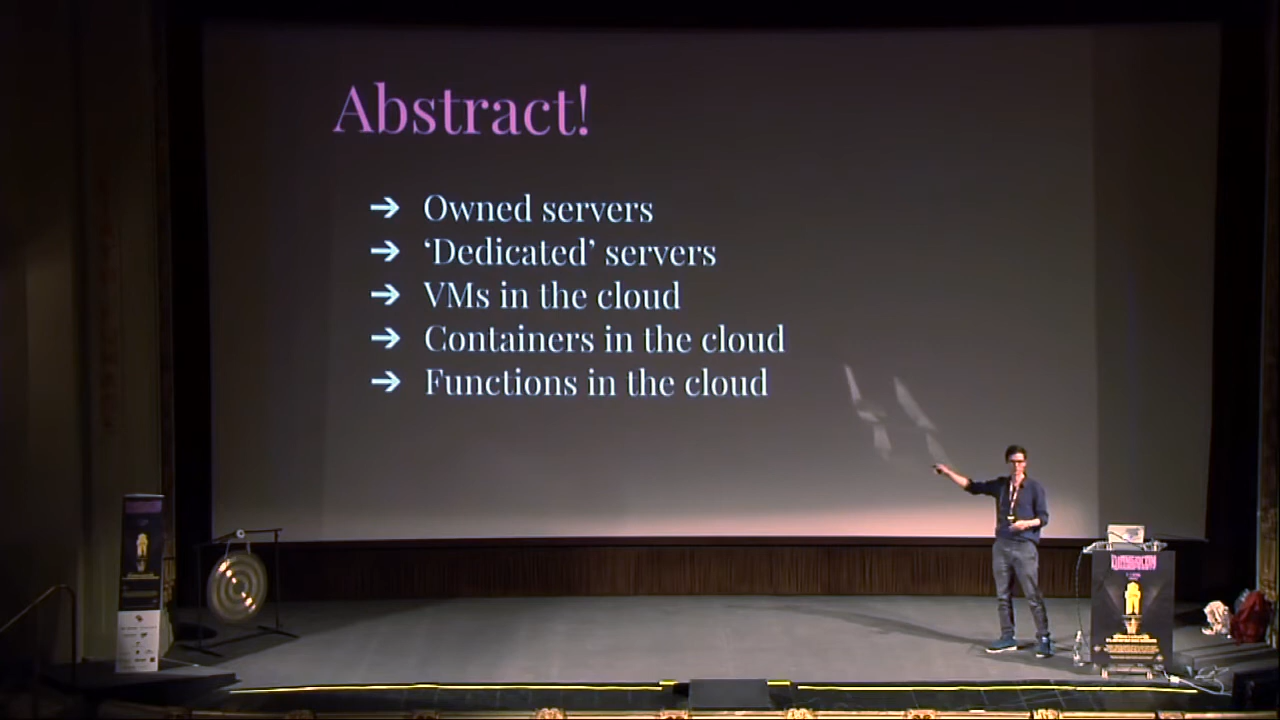 Abstract!
➔ Owned servers
➔ ‘Dedicated’ servers
➔ VMs in the cloud
➔ Containers in the cloud
➔ Functions in the cloud